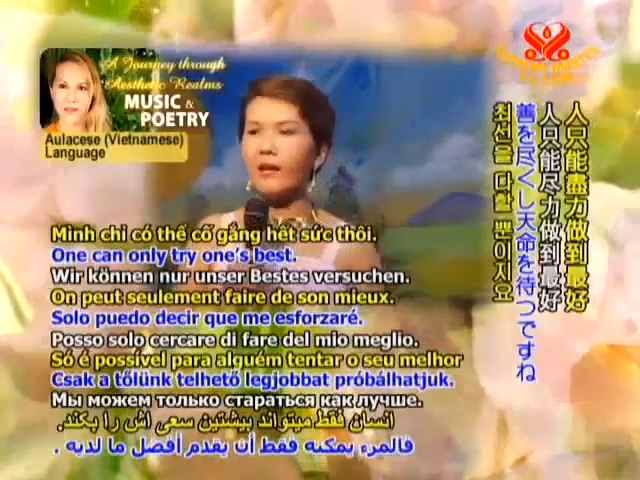 A Journey through
Aesthetic Realms
MUSIC &
POETRY
Aulacese (Vietnamese)
Language
Mình chỉ có thể cố gắng hết sức thôi.
One can only try one's best.
Wir können nur unser Bestes versuchen.
On peut seulement faire de son mieux.
Solo puedo decir que me esforzaré.
Posso solo cercare di fare del mio meglio.
Só é possível para alguém tentar o seu melhor
Csak a tőlünk telhető legjobbat próbálhatjuk.
Мы можем только стараться как лучше.
انسان فقط میتواند بیشتین سعی اش را بکند.
فالمرء يمكنه فقط أن يقدم أفضل ما لديه .
人只能盡力做到最好
人只能尽力做到最好
善を尽くし天命を待つですね
최선을 다할 뿐이지요